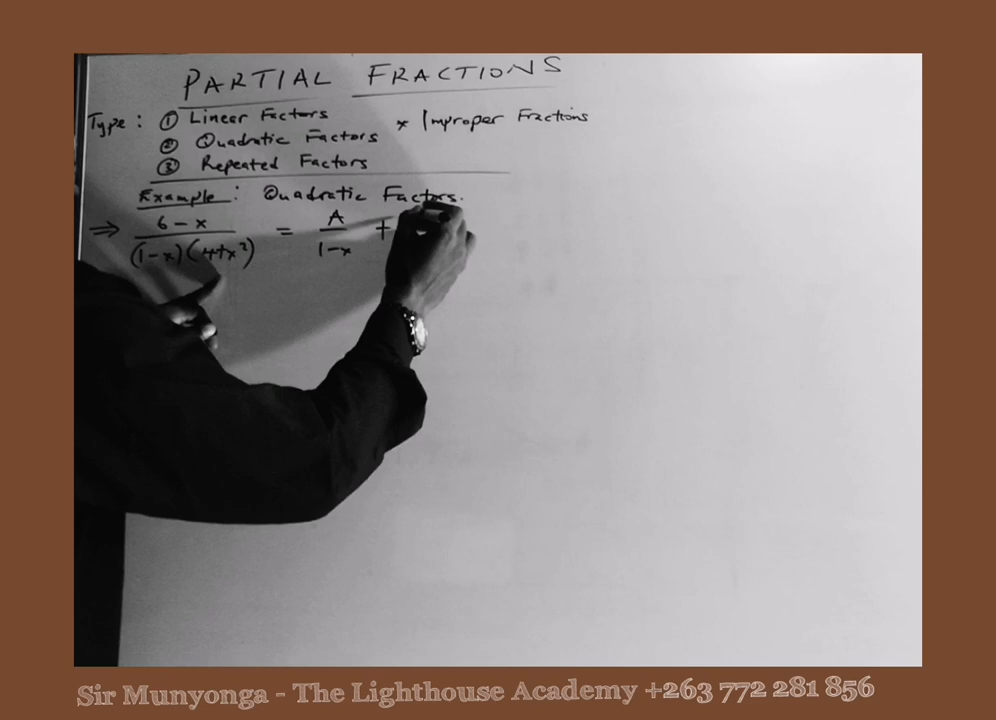 PARTIAL FRACTIONS
Type : ① Linear Factors
② Quadratic Factors
③ Repeated Factors
* Improper Fractions
Example : Quadratic Factors.
⇒ 6 - x / (1-x)(4+x²) = A / 1-x +
Sir Munyonga - The Lighthouse Academy +263 772 281 856